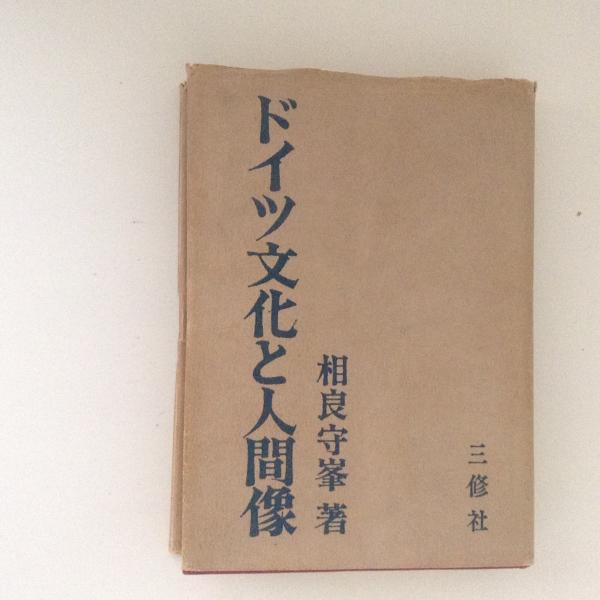 ドイツ文化と人間像
相良守峯 著
三修社